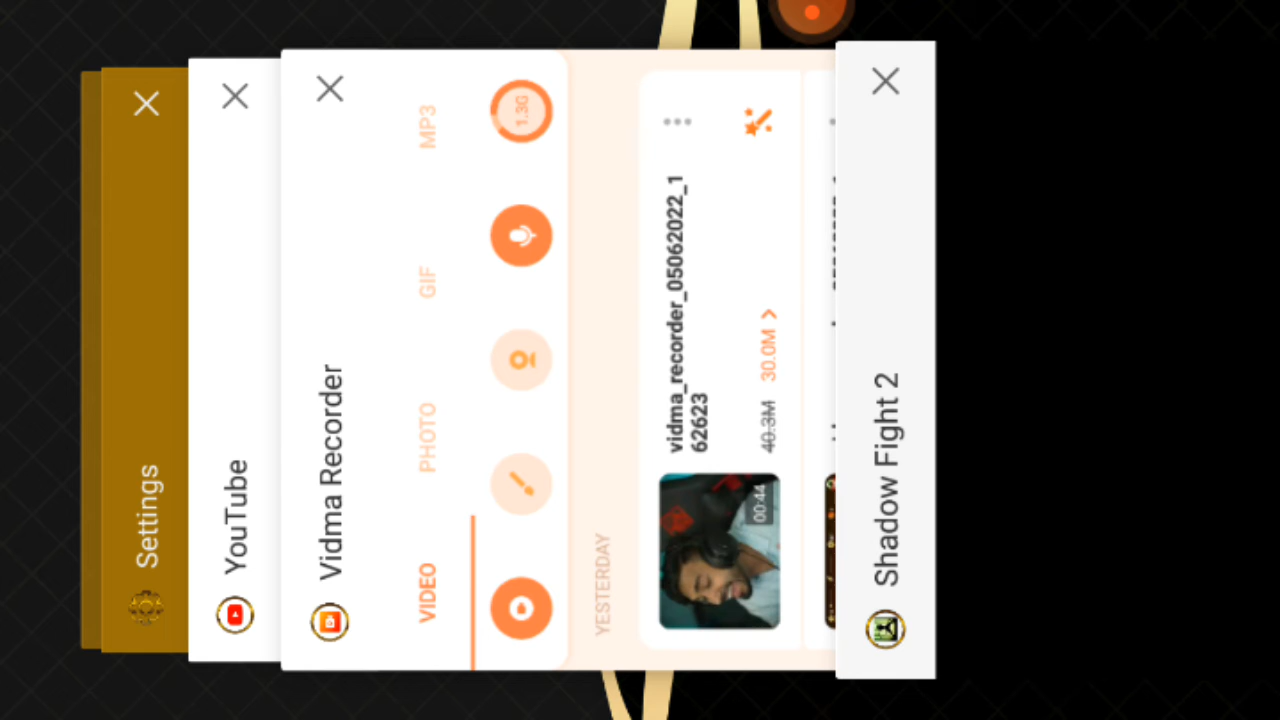 Settings
YouTube
Vidma Recorder
VIDEO PHOTO GIF MP3
1.3G
YESTERDAY
vidma_recorder_05062022_1
62623
40.3M 30.0M
00:44
Shadow Fight 2